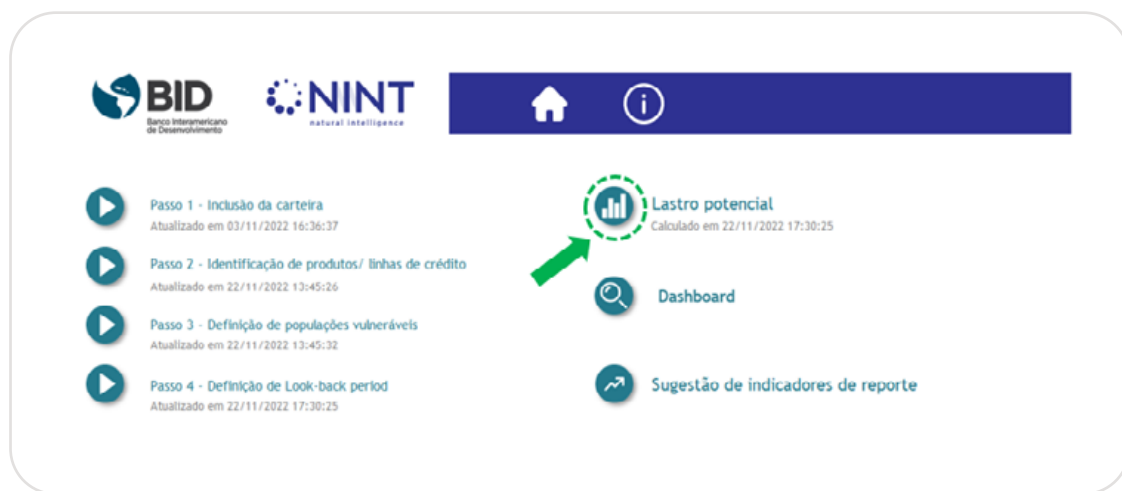 BID
Banco Interamericano
de Desenvolvimento
NINT
natural intelligence
Passo 1 - Inclusão da carteira
Atualizado em 03/11/2022 16:36:37
Passo 2 - Identificação de produtos/ linhas de crédito
Atualizado em 22/11/2022 13:45:26
Passo 3 - Definição de populações vulneráveis
Atualizado em 22/11/2022 13:45:32
Passo 4 - Definição de Look-back period
Atualizado em 22/11/2022 17:30:25
Lastro potencial
Calculado em 22/11/2022 17:30:25
Dashboard
Sugestão de indicadores de reporte